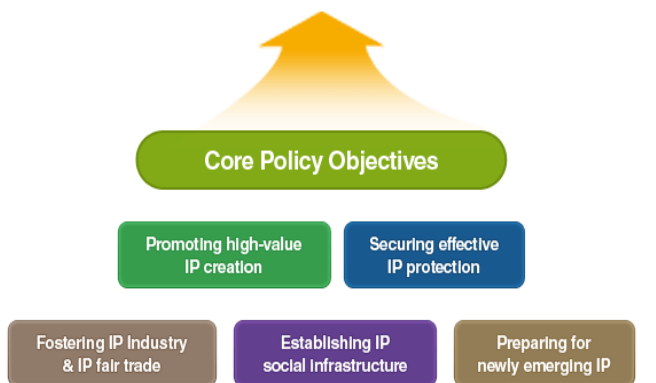 Core Policy Objectives
Promoting high-value
IP creation
Securing effective
IP protection
Fostering IP Industry
& IP fair trade
Establishing IP
social infrastructure
Preparing for
newly emerging IP